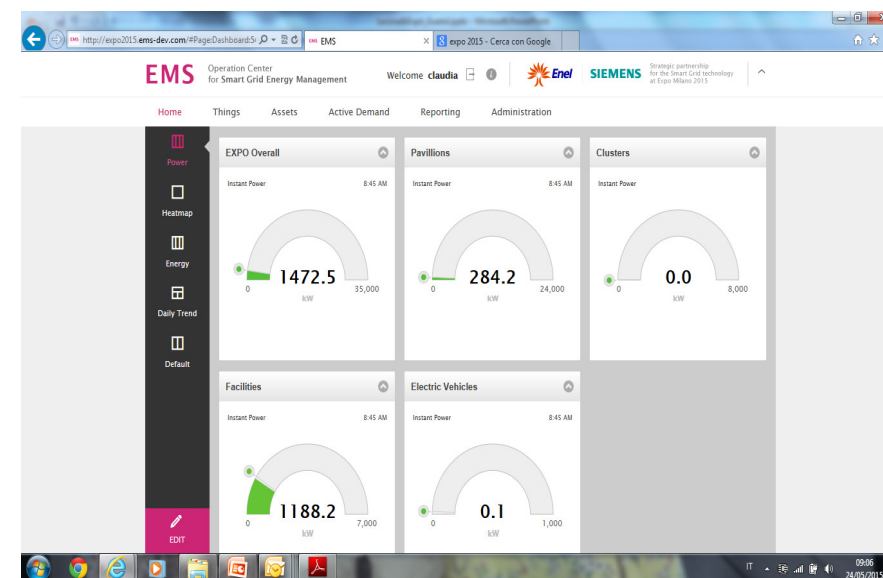 http://expo2015.ems-dev.com/#Page:Dashboard:5
EMS EMS
expo 2015 - Cerca con Google
EMS
Operation Center
for Smart Grid Energy Management
Welcome claudia
Enel
SIEMENS
Strategic partnership
for the Smart Grid technology
at Expo Milano 2015
Home Things Assets Active Demand Reporting Administration
Power
Heatmap
Energy
Daily Trend
Default
EDIT
EXPO Overall
Instant Power 8:45 AM
1472.5
0 35,000
kW
Pavillions
Instant Power 8:45 AM
284.2
0 24,000
kW
Clusters
Instant Power
0.0
0 8,000
kW
Facilities
Instant Power 8:45 AM
1188.2
0 7,000
kW
Electric Vehicles
Instant Power 8:45 AM
0.1
0 1,000
kW
IT
09:06
24/05/2015